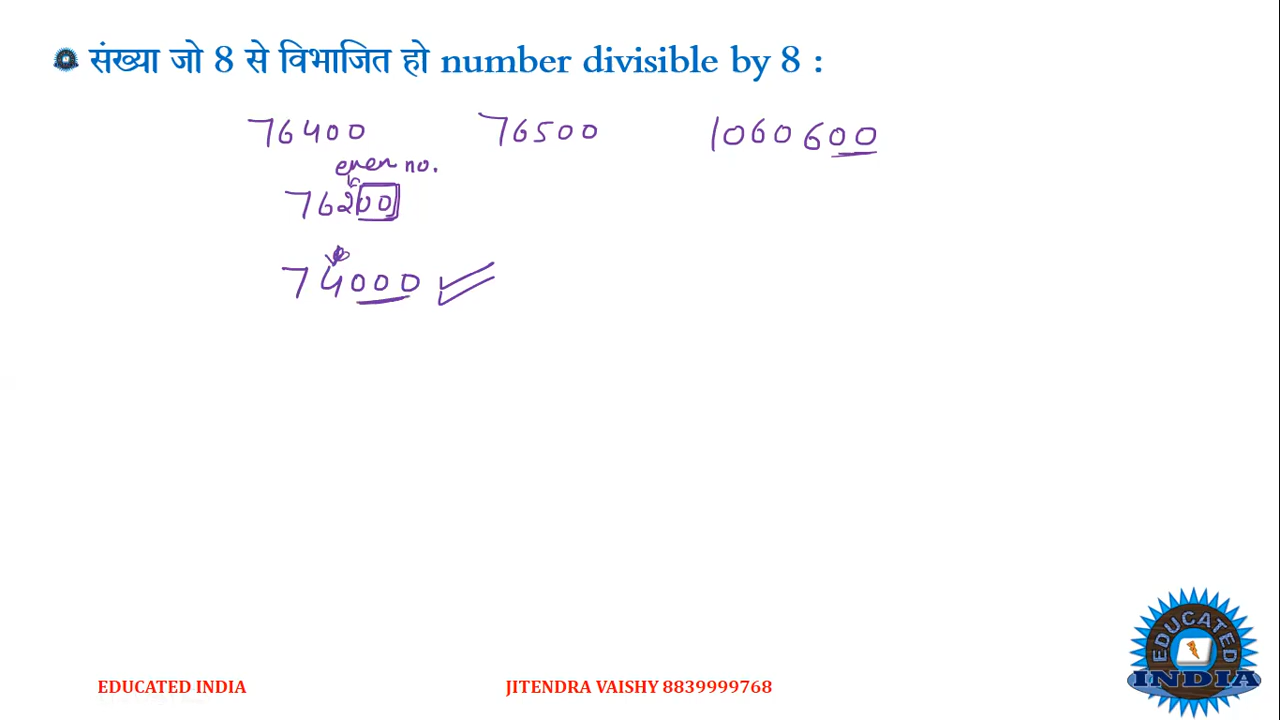 संख्या जो 8 से विभाजित हो number divisible by 8 :
76400 76500 1060600
even no.
76200
74000
EDUCATED INDIA
EDUCATED INDIA JITENDRA VAISHY 8839999768